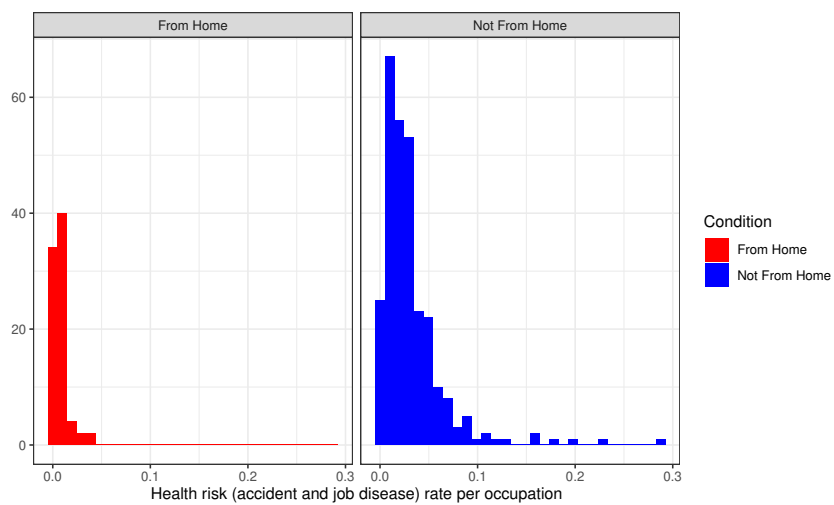 From Home
Not From Home
60
40
20
0
0.0
0.1
0.2
0.3
0.0
0.1
0.2
0.3
Health risk (accident and job disease) rate per occupation
Condition
From Home
Not From Home